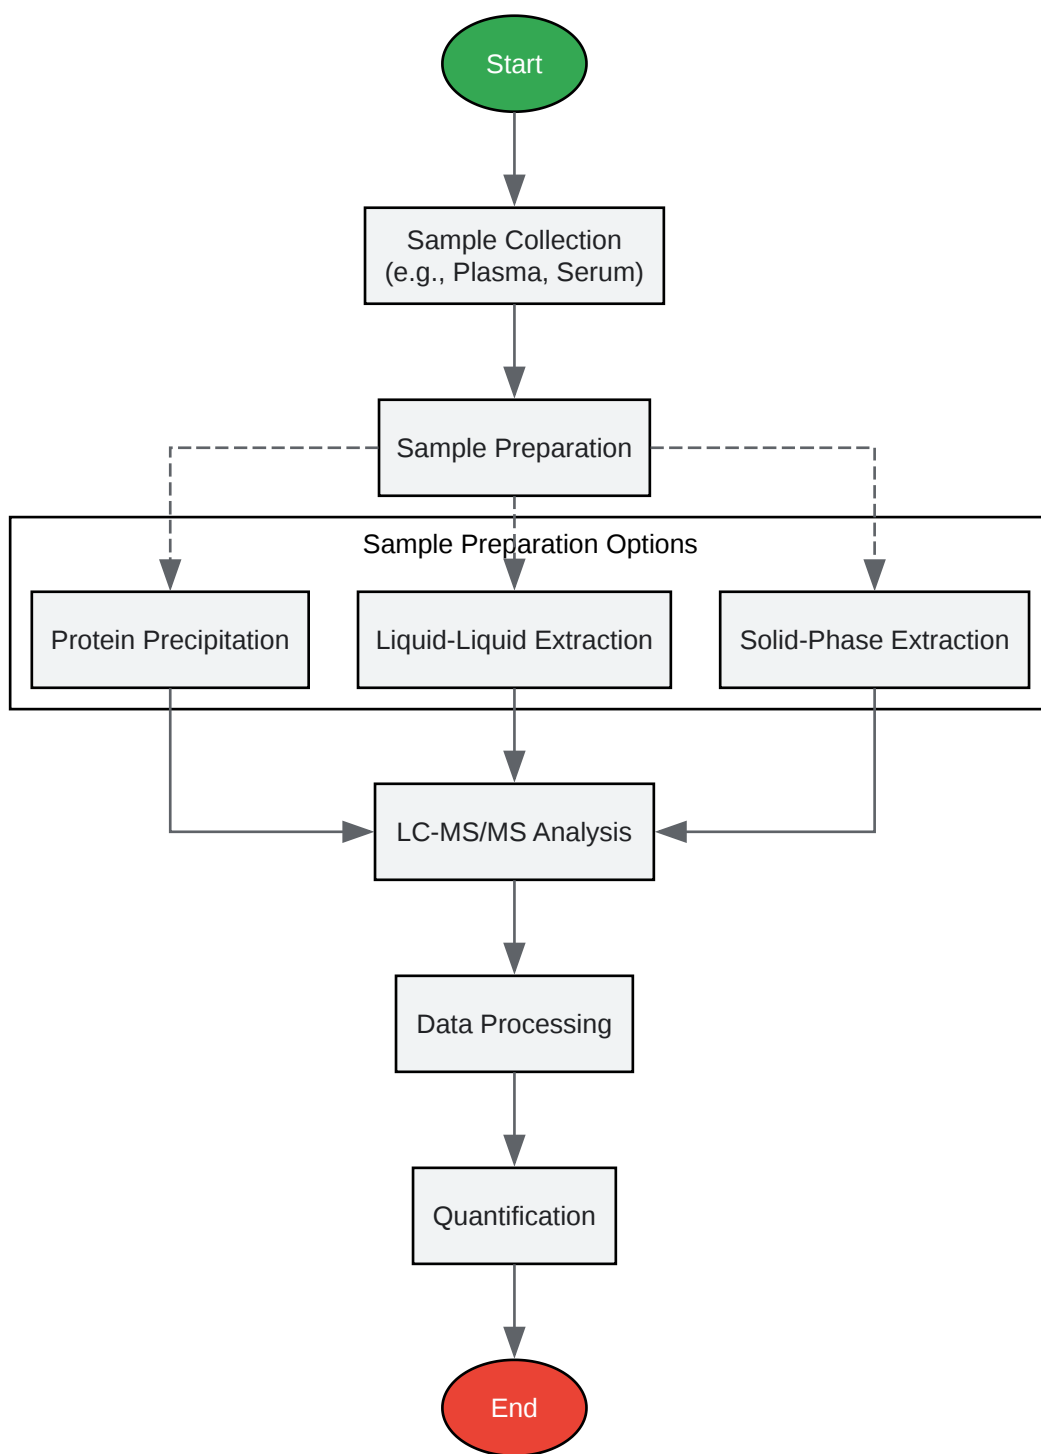 Start
Sample Collection
(e.g., Plasma, Serum)
Sample Preparation
Sample Preparation Options
Protein Precipitation
Liquid-Liquid Extraction
Solid-Phase Extraction
LC-MS/MS Analysis
Data Processing
Quantification
End